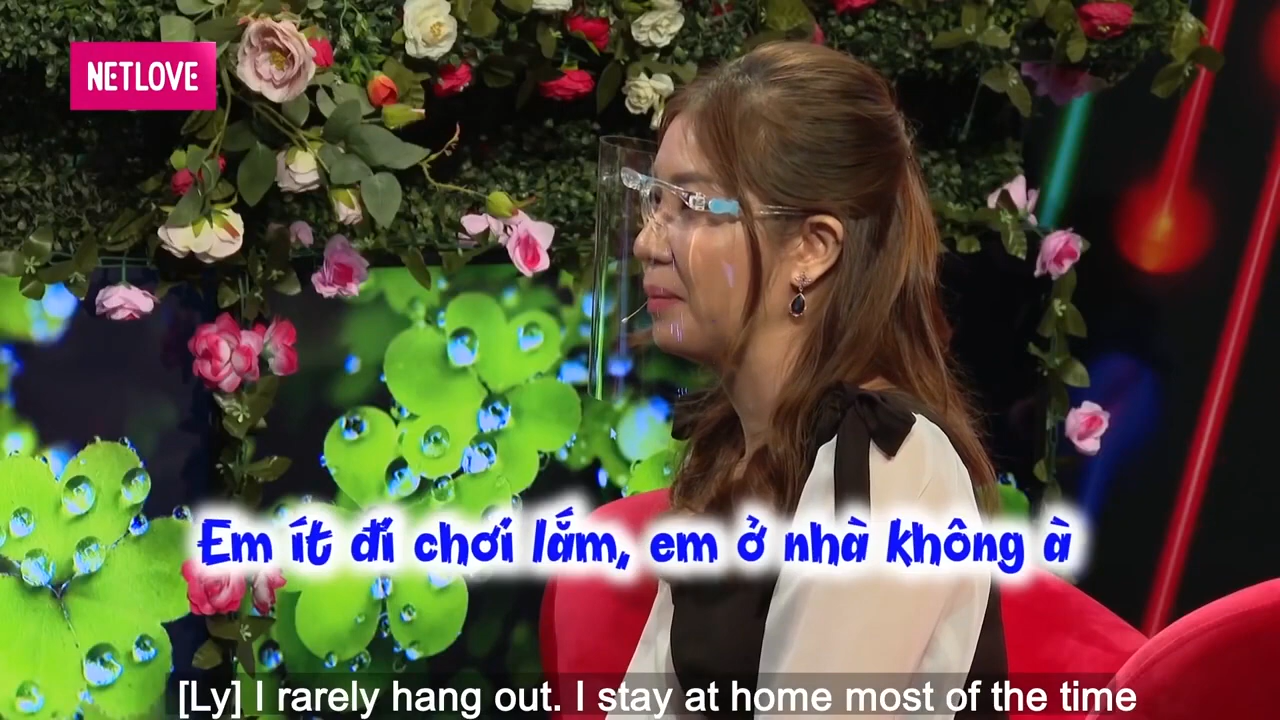 NETLOVE
Em ít đi chơi lắm, em ở nhà không à
[Ly] I rarely hang out. I stay at home most of the time